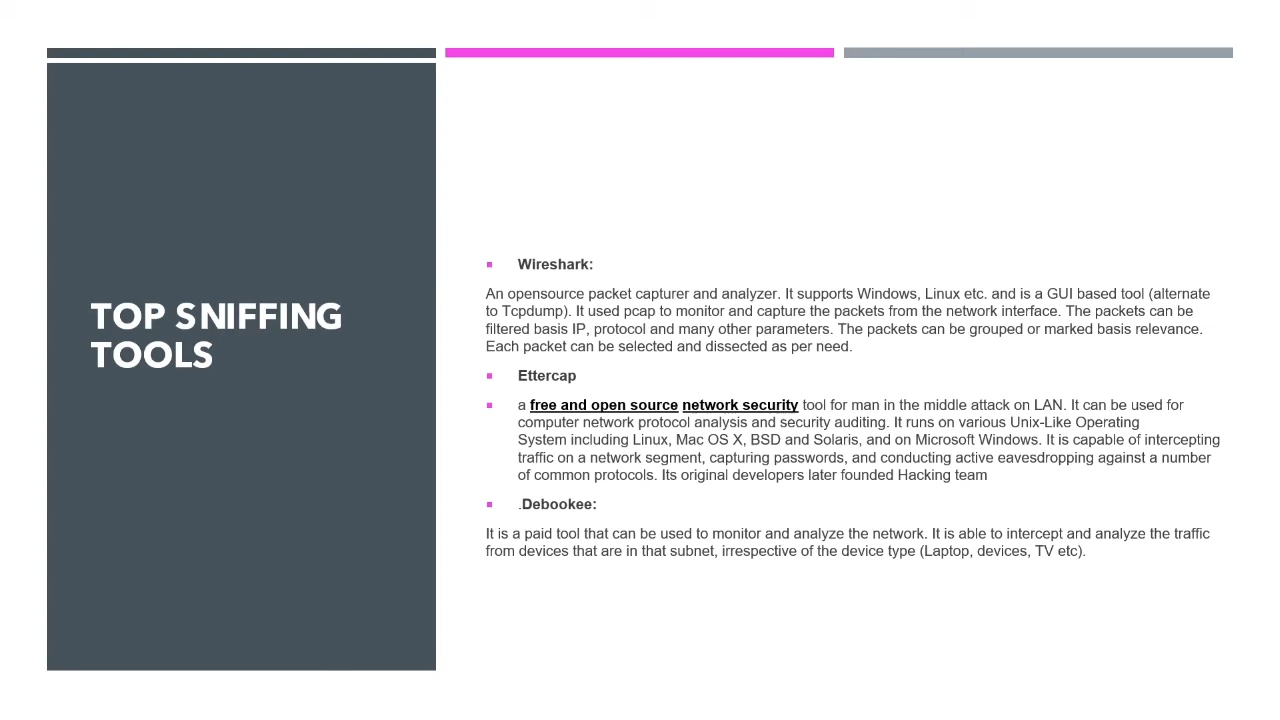 TOP SNIFFING
TOOLS
Wireshark:
An opensource packet capturer and analyzer. It supports Windows, Linux etc. and is a GUI based tool (alternate
to Tcpdump). It used pcap to monitor and capture the packets from the network interface. The packets can be
filtered basis IP, protocol and many other parameters. The packets can be grouped or marked basis relevance.
Each packet can be selected and dissected as per need.
Ettercap
a free and open source network security tool for man in the middle attack on LAN. It can be used for
computer network protocol analysis and security auditing. It runs on various Unix-Like Operating
System including Linux, Mac OS X, BSD and Solaris, and on Microsoft Windows. It is capable of intercepting
traffic on a network segment, capturing passwords, and conducting active eavesdropping against a number
of common protocols. Its original developers later founded Hacking team
.Debookee:
It is a paid tool that can be used to monitor and analyze the network. It is able to intercept and analyze the traffic
from devices that are in that subnet, irrespective of the device type (Laptop, devices, TV etc).